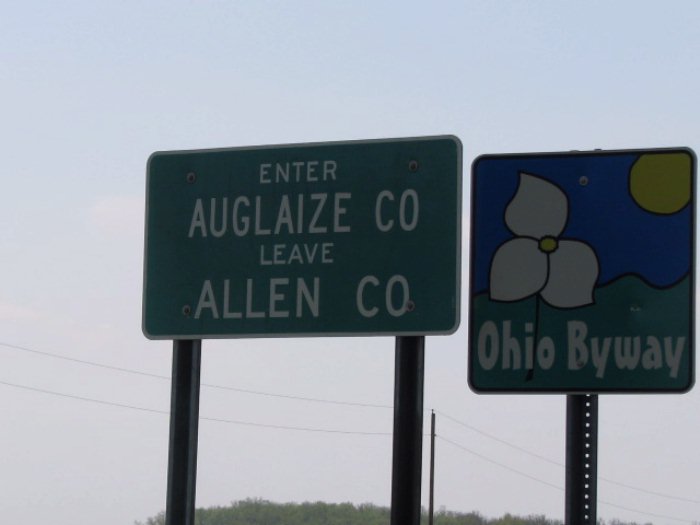 ENTER
AUGLAIZE CO
LEAVE
ALLEN CO
Ohio Byway